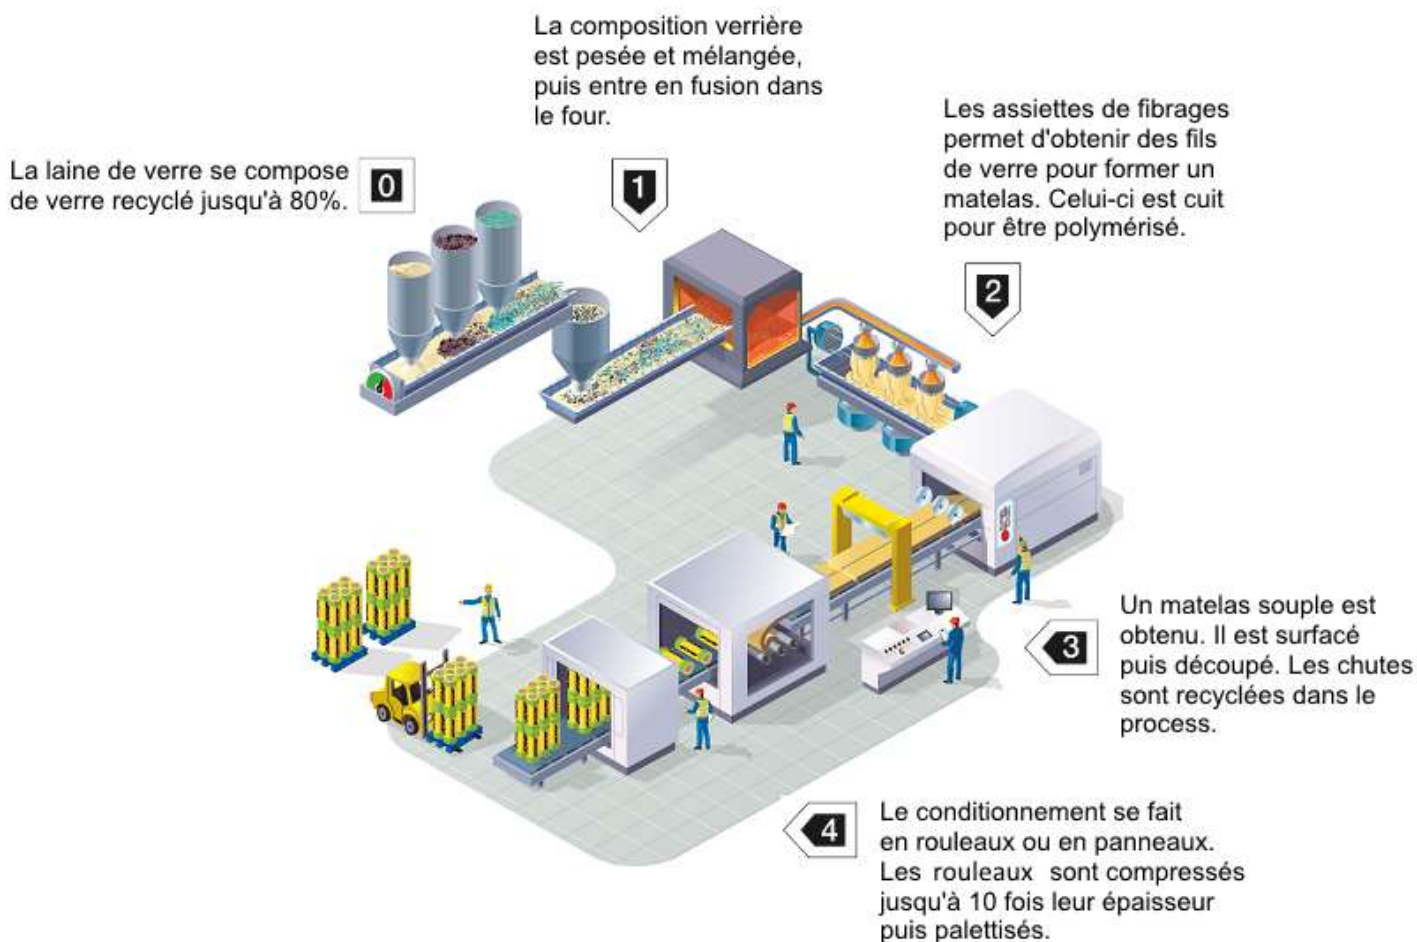 La composition verrière
est pesée et mélangée,
puis entre en fusion dans
le four.
1
Les assiettes de fibrages
permet d'obtenir des fils
de verre pour former un
matelas. Celui-ci est cuit
pour être polymérisé.
2
La laine de verre se compose
de verre recyclé jusqu'à 80%.
0
Un matelas souple est
obtenu. Il est surfacé
puis découpé. Les chutes
sont recyclées dans le
process.
3
Le conditionnement se fait
en rouleaux ou en panneaux.
Les rouleaux sont compressés
jusqu'à 10 fois leur épaisseur
puis palettisés.
4